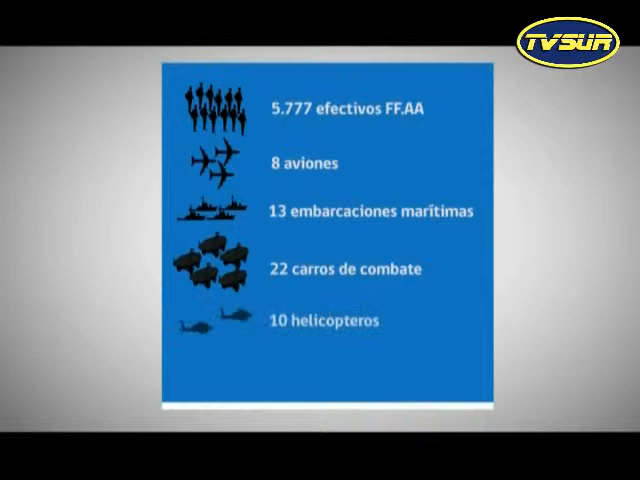 TVSUR
5.777 efectivos FF.AA
8 aviones
13 embarcaciones marítimas
22 carros de combate
10 helicopteros